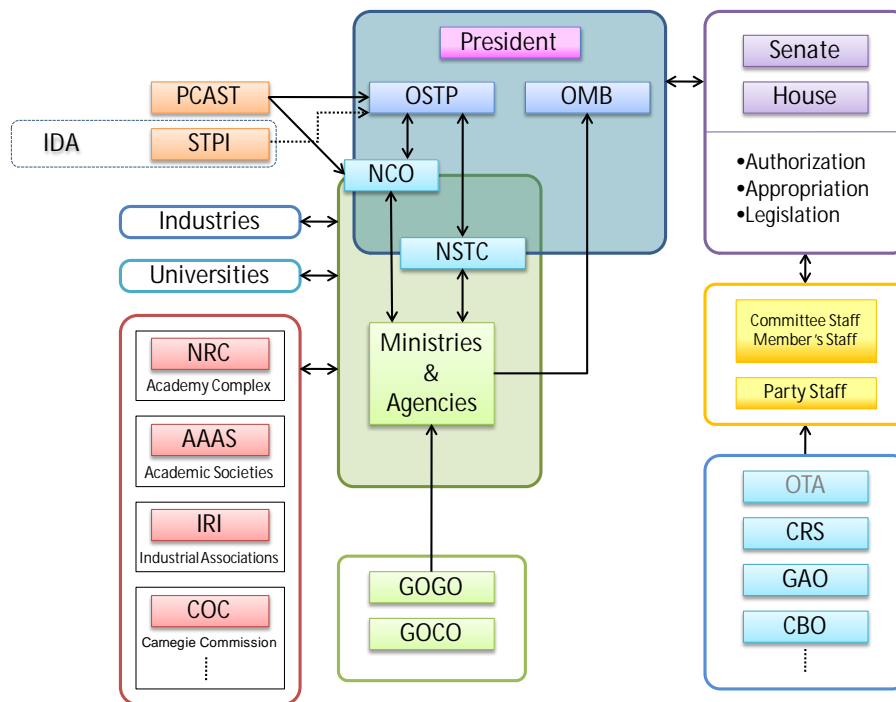 President
Senate
PCAST
OSTP
OMB
House
IDA
STPI
NCO
•Authorization
•Appropriation
•Legislation
Industries
NSTC
Universities
Ministries
&
Agencies
Committee Staff
Member's Staff
Party Staff
NRC
Academy Complex
AAAS
Academic Societies
IRI
Industrial Associations
COC
Carnegie Commission
GOGO
GOCO
OTA
CRS
GAO
CBO